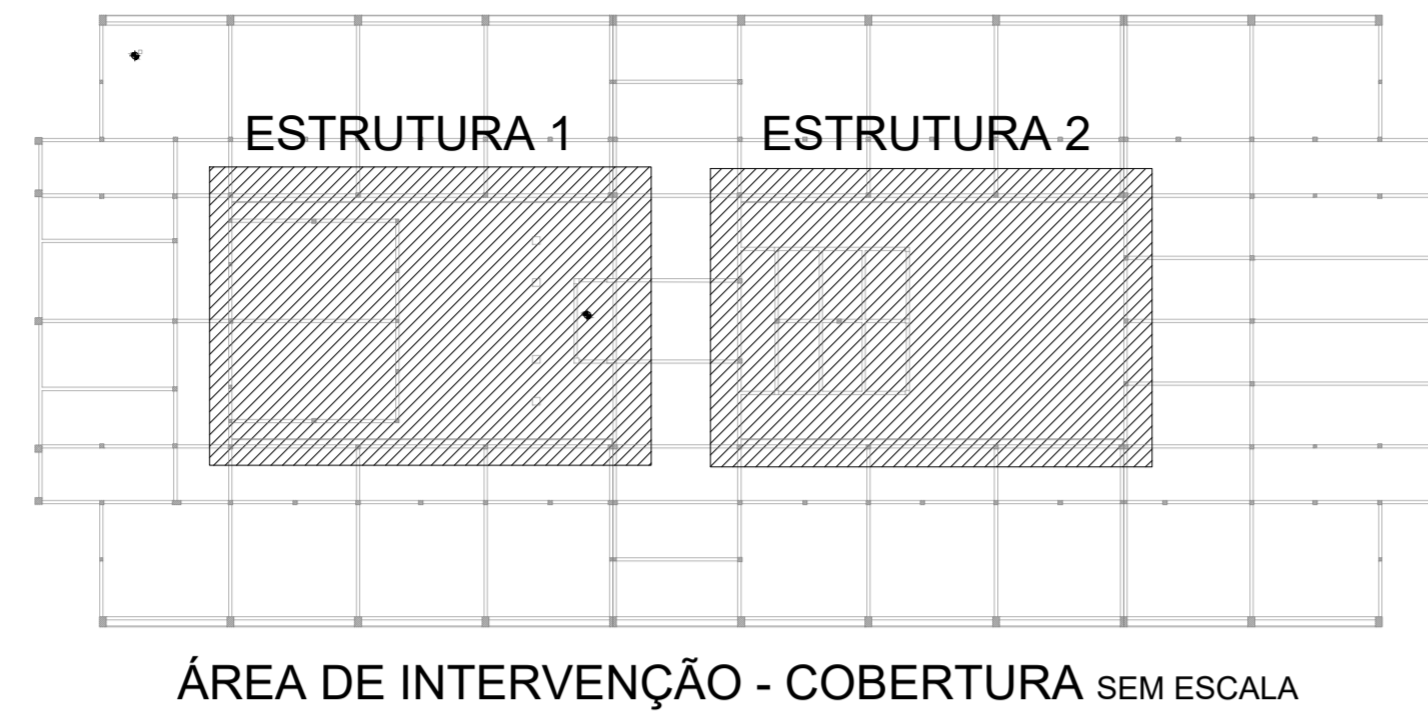 ESTRUTURA 1
ESTRUTURA 2
ÁREA DE INTERVENÇÃO - COBERTURA SEM ESCALA